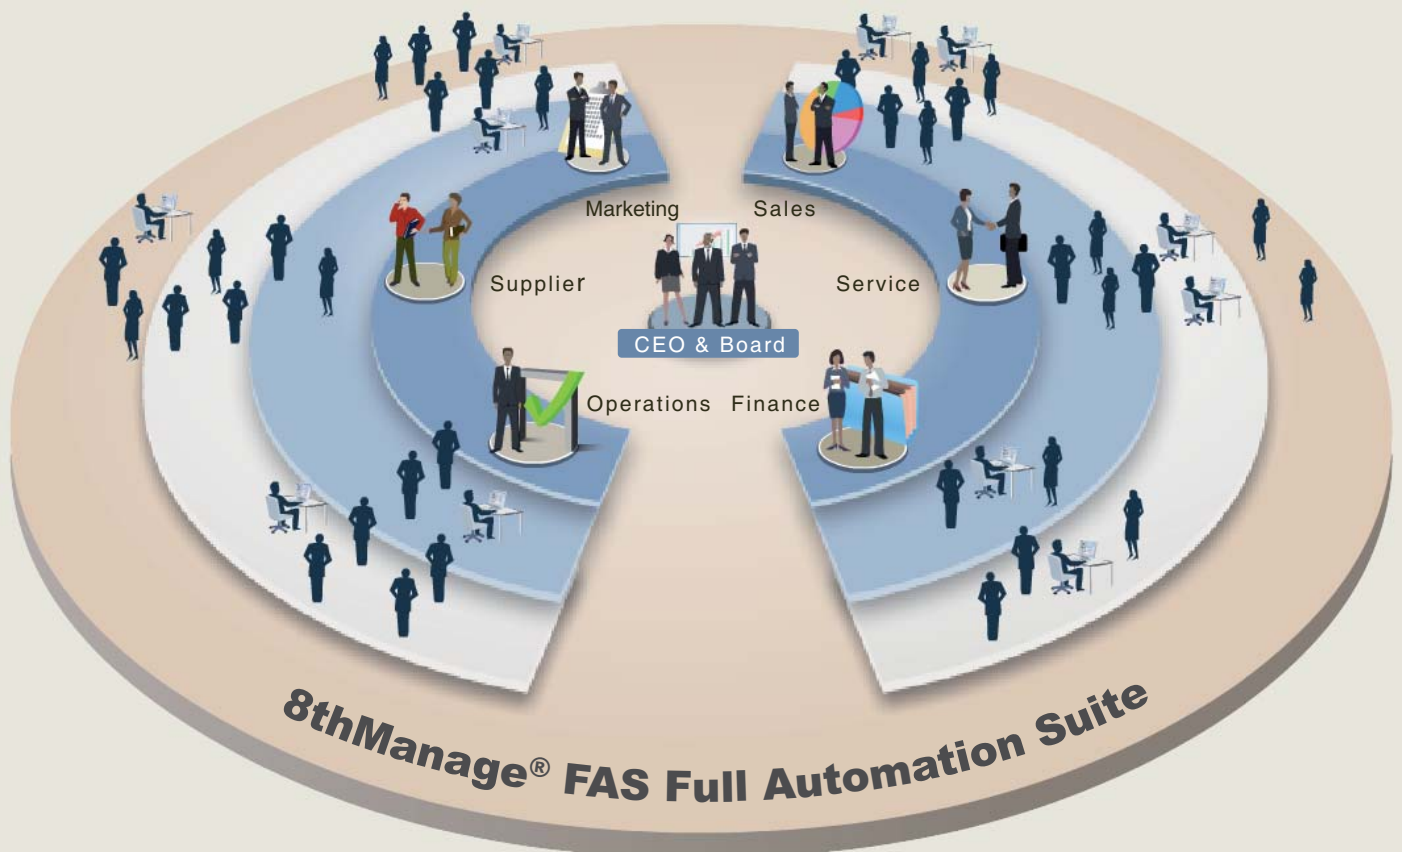 Marketing
Sales
Supplier
Service
CEO & Board
Operations
Finance
8thManage® FAS Full Automation Suite